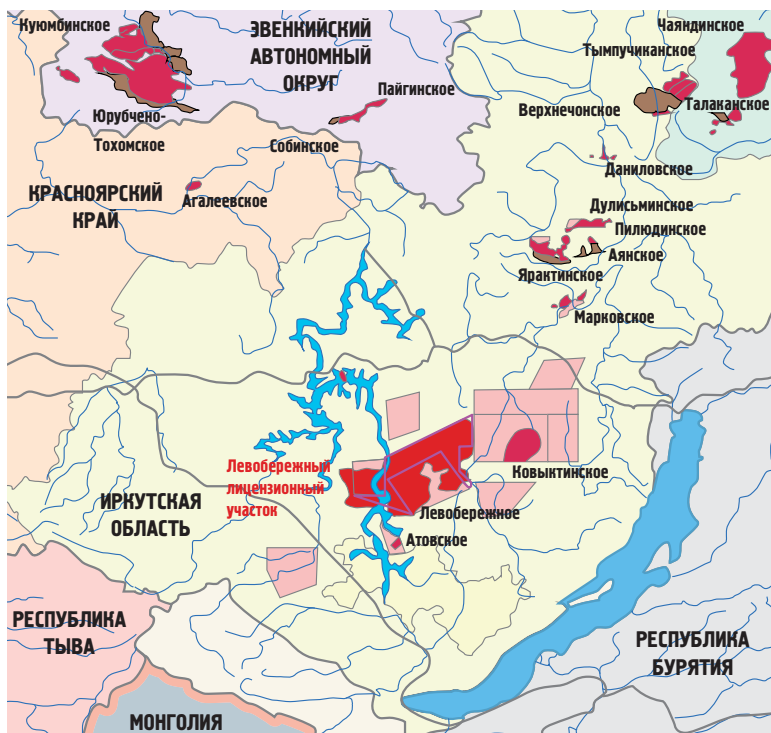 Куюмбинское
ЭВЕНКИЙСКИЙ
АВТОНОМНЫЙ
ОКРУГ
Чаяндинское
Тымпучиканское
Пайгинское
Верхнечонское
Талаканское
Юрубчено-
Тохомское
Собинское
Даниловское
КРАСНОЯРСКИЙ
КРАЙ
Агалеевское
Дулисьминское
Пилюдинское
Аянское
Ярактинское
Марковское
Левобережный
лицензионный
участок
Ковыктинское
ИРКУТСКАЯ
ОБЛАСТЬ
Левобережное
Атовское
РЕСПУБЛИКА
ТЫВА
РЕСПУБЛИКА
БУРЯТИЯ
МОНГОЛИЯ